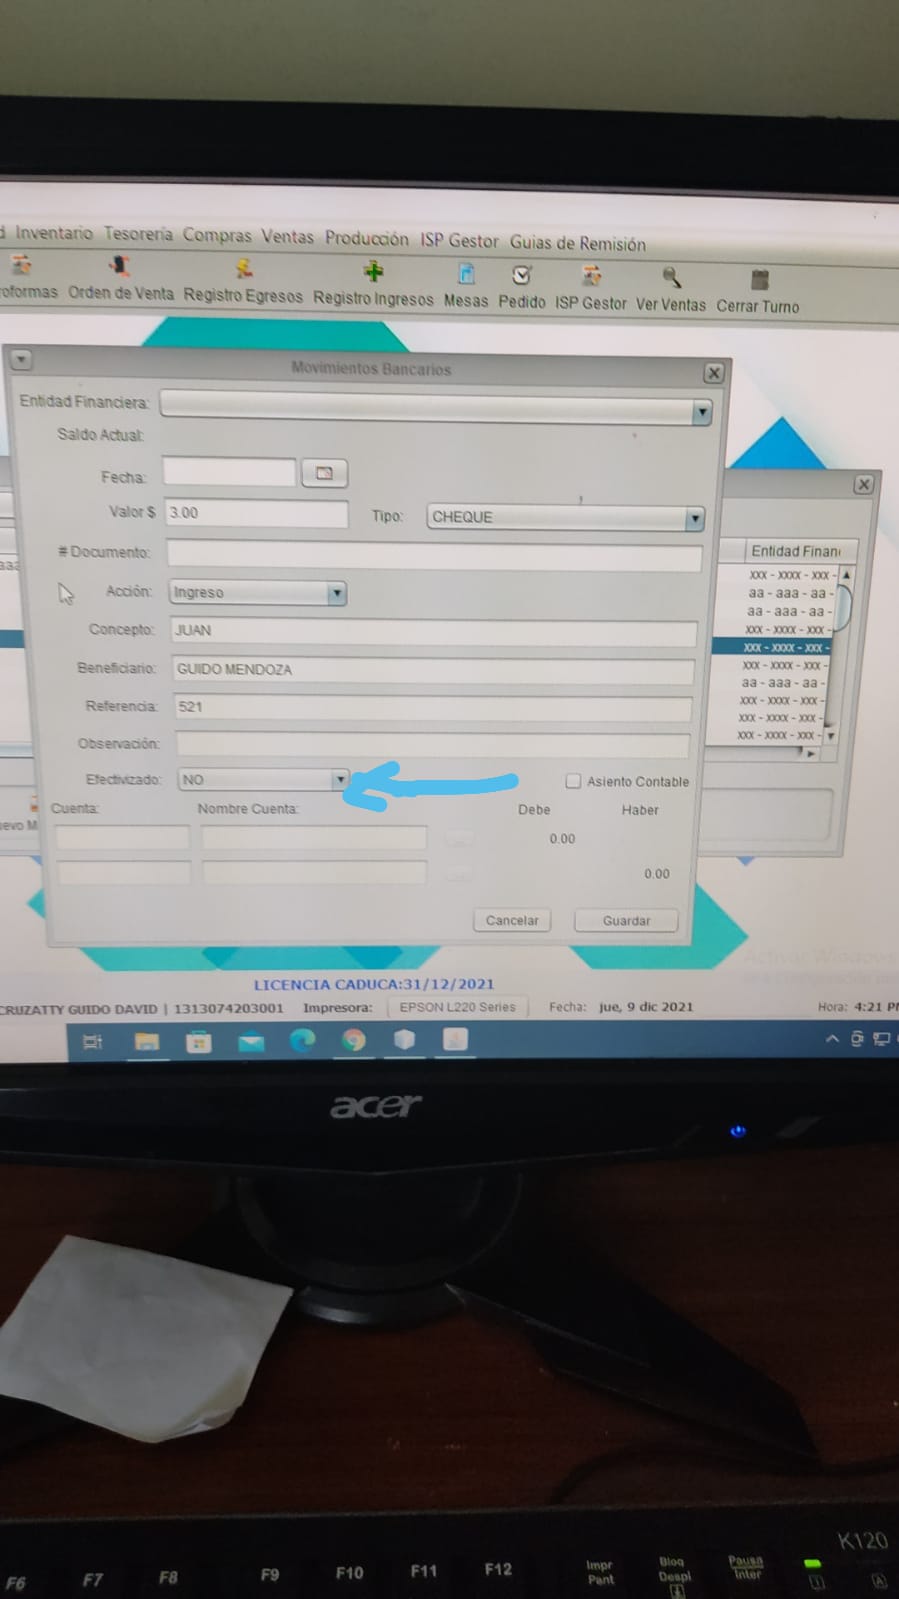 Inventario Tesorería Compras Ventas Producción ISP Gestor Guias de Remisión
oformas Orden de Venta Registro Egresos Registro Ingresos Mesas Pedido ISP Gestor Ver Ventas Cerrar Turno
Movimientos Bancarios
Entidad Financiera:
Saldo Actual:
Fecha:
Valor $ 3.00 Tipo: CHEQUE
# Documento:
Acción: Ingreso
Concepto: JUAN
Beneficiario: GUIDO MENDOZA
Referencia: 521
Observación:
Efectivizado: NO Asiento Contable
Cuenta: Nombre Cuenta: Debe Haber
0.00
0.00
Cancelar Guardar
Entidad Finan
xxx - xxxx - xxx -
aa - aaa - aa -
aa - aaa - aa -
xxx - xxxx - xxx -
xxx - xxxx - xxx -
xxx - xxxx - xxx -
aa - aaa - aa -
xxx - xxxx - xxx -
xxx - xxxx - xxx -
xxx - xxxx - xxx -
evo M
Activar Windows
LICENCIA CADUCA:31/12/2021
CRUZATTY GUIDO DAVID | 1313074203001 Impresora: EPSON L220 Series Fecha: jue, 9 dic 2021 Hora: 4:21 P
acer
K120
F6 F7 F8 F9 F10 F11 F12 Impr Pant Bloq Despl Pausa Inter